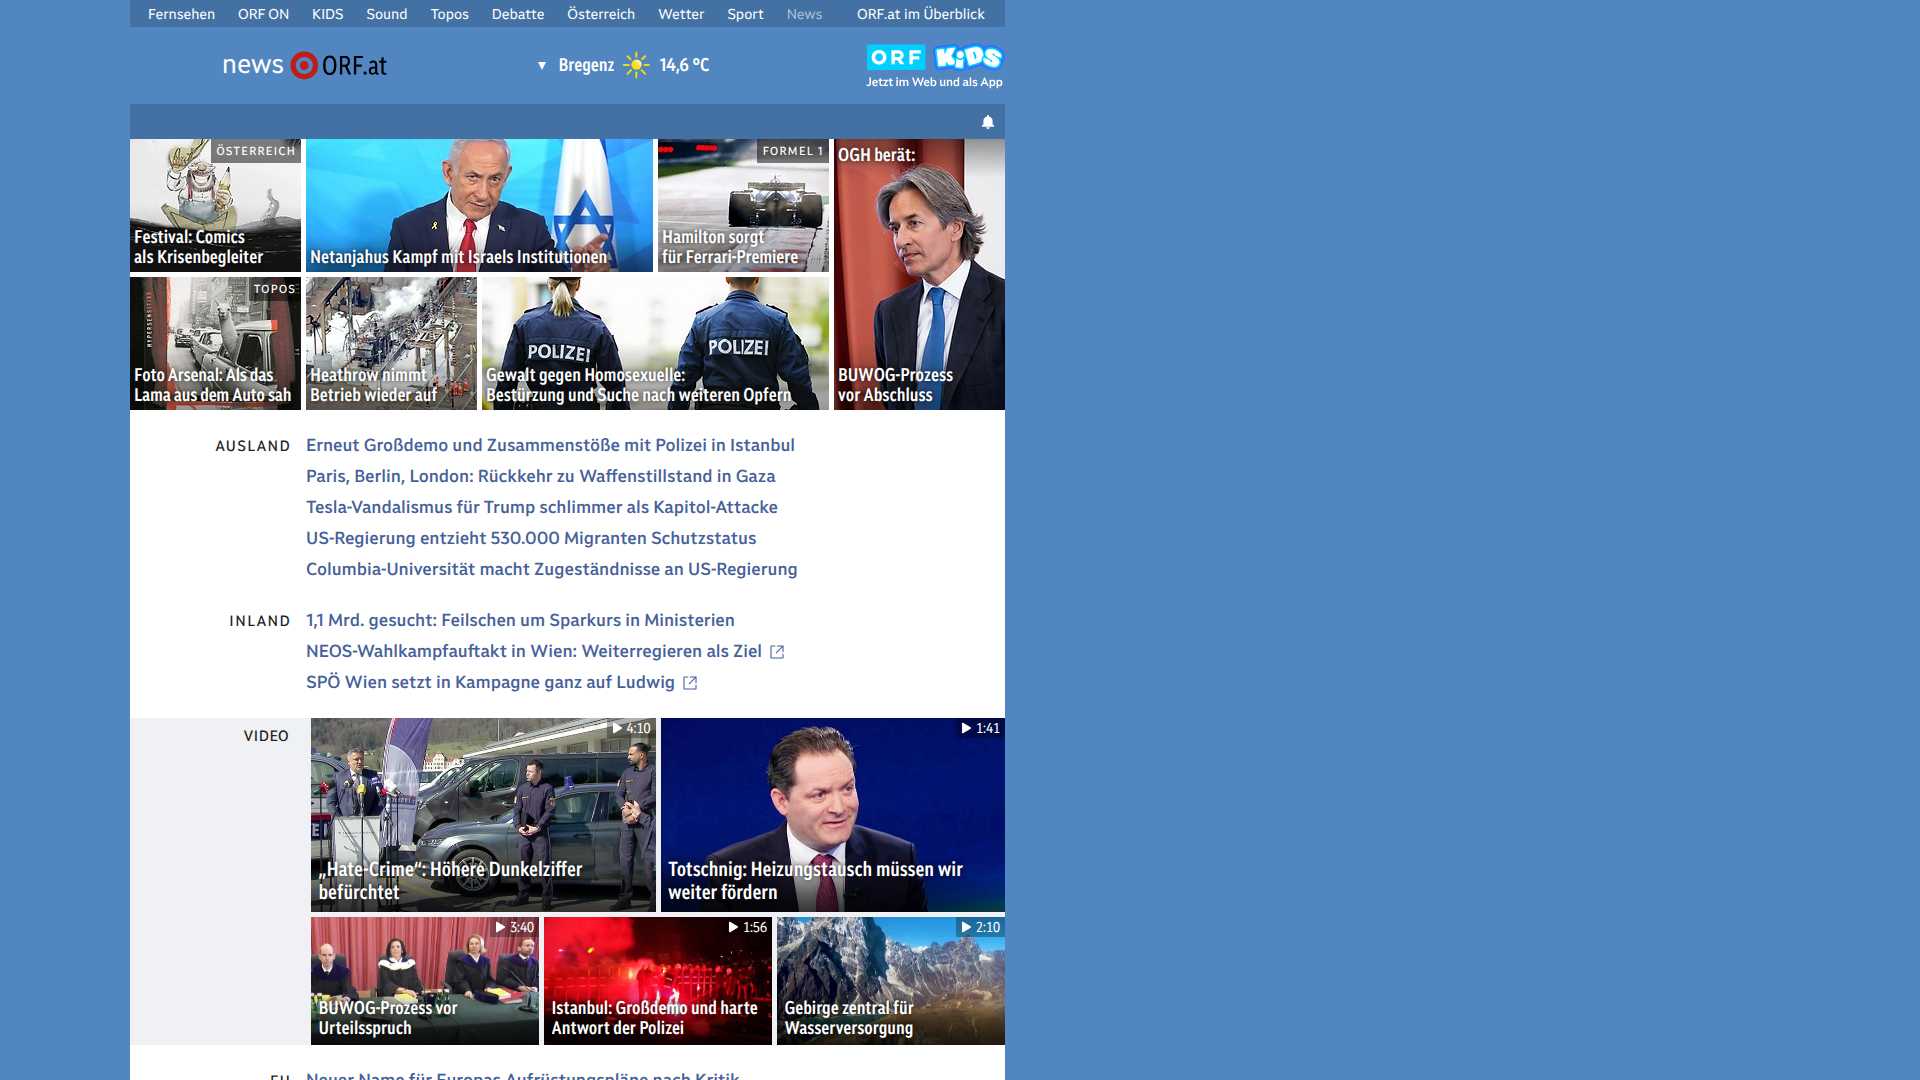 Fernsehen ORF ON KIDS Sound Topos Debatte Österreich Wetter Sport News ORF.at im Überblick
news ORF.at
▼ Bregenz 14,6 °C
ORF KiDS
Jetzt im Web und als App
ÖSTERREICH
Festival: Comics
als Krisenbegleiter
Netanjahus Kampf mit Israels Institutionen
FORMEL 1
Hamilton sorgt
für Ferrari-Premiere
OGH berät:
BUWOG-Prozess
vor Abschluss
TOPOS
HYPERSENSITIVE
Foto Arsenal: Als das
Lama aus dem Auto sah
Heathrow nimmt
Betrieb wieder auf
POLIZEI
POLIZEI
Gewalt gegen Homosexuelle:
Bestürzung und Suche nach weiteren Opfern
AUSLAND
Erneut Großdemo und Zusammenstöße mit Polizei in Istanbul
Paris, Berlin, London: Rückkehr zu Waffenstillstand in Gaza
Tesla-Vandalismus für Trump schlimmer als Kapitol-Attacke
US-Regierung entzieht 530.000 Migranten Schutzstatus
Columbia-Universität macht Zugeständnisse an US-Regierung
INLAND
1,1 Mrd. gesucht: Feilschen um Sparkurs in Ministerien
NEOS-Wahlkampfauftakt in Wien: Weiterregieren als Ziel
SPÖ Wien setzt in Kampagne ganz auf Ludwig
VIDEO
4:10
„Hate-Crime“: Höhere Dunkelziffer
befürchtet
1:41
Totschnig: Heizungstausch müssen wir
weiter fördern
3:40
BUWOG-Prozess vor
Urteilsspruch
1:56
Istanbul: Großdemo und harte
Antwort der Polizei
2:10
Gebirge zentral für
Wasserversorgung
EU
Neuer Name für Europas Aufrüstungspläne nach Kritik